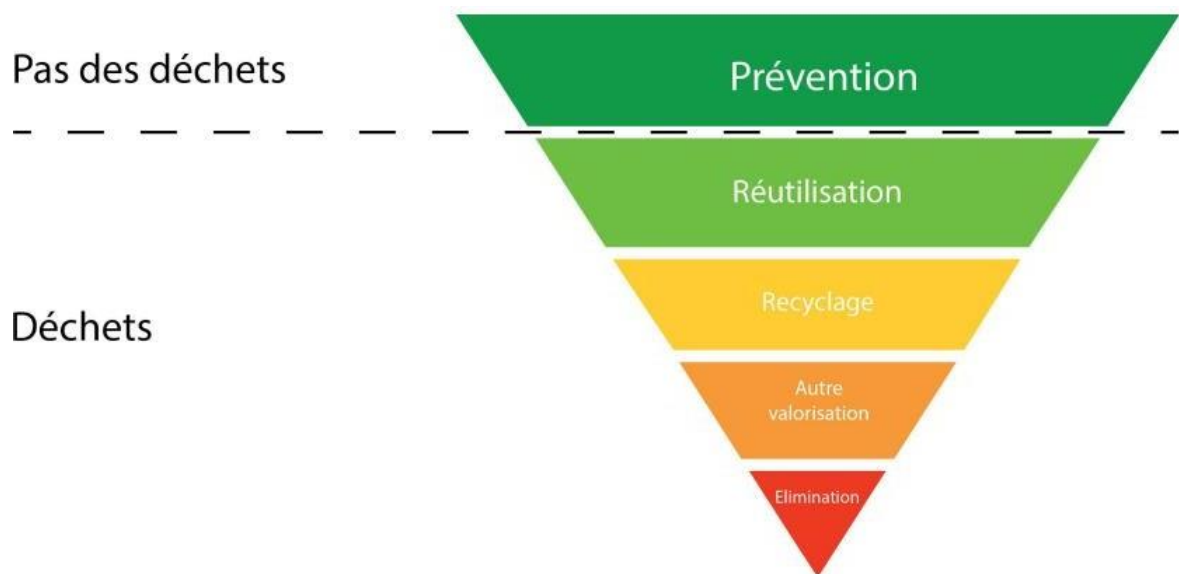 Pas des déchets
Prévention
Réutilisation
Recyclage
Déchets
Autre
valorisation
Elimination